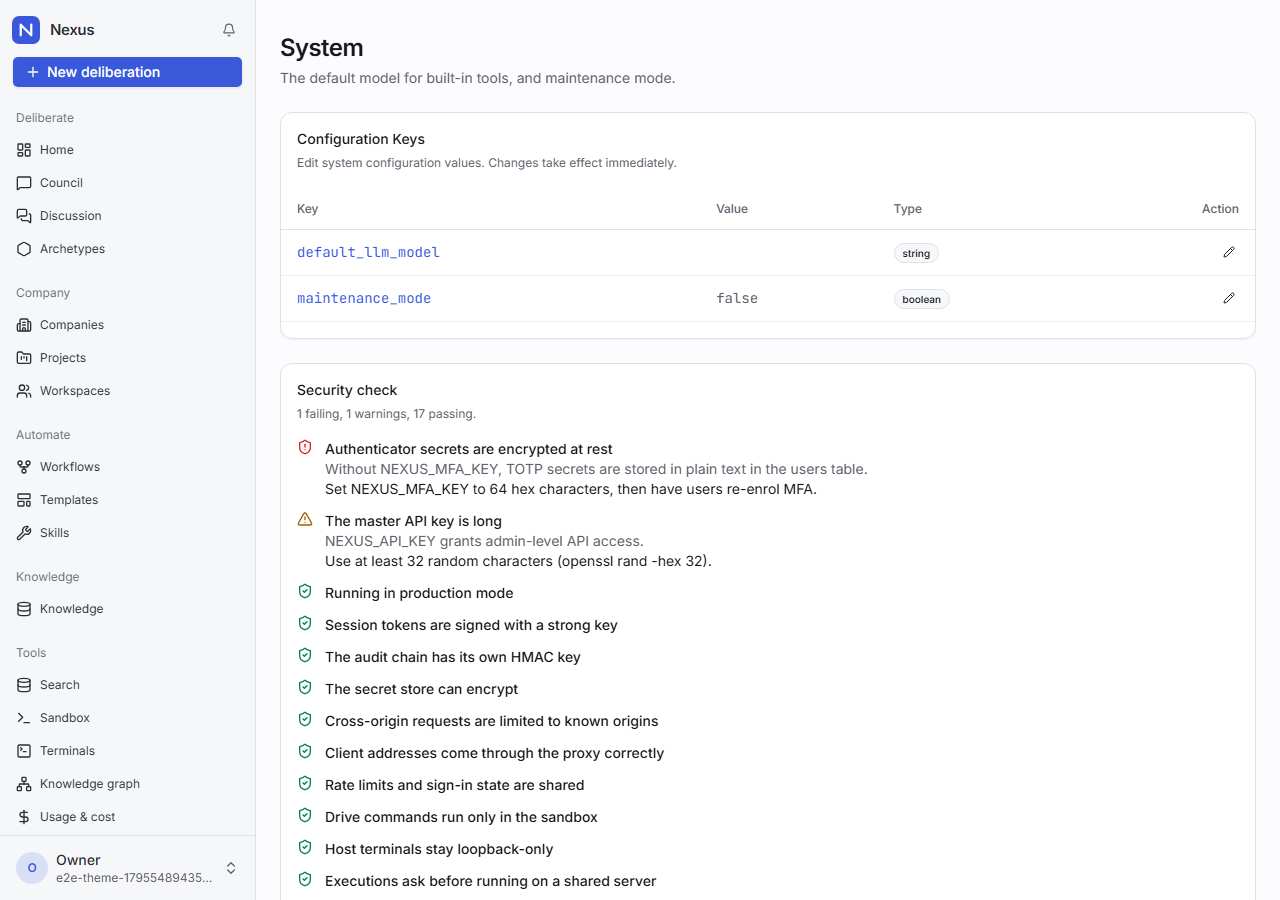 Nexus
New deliberation
Deliberate
Home
Council
Discussion
Archetypes
Company
Companies
Projects
Workspaces
Automate
Workflows
Templates
Skills
Knowledge
Knowledge
Tools
Search
Sandbox
Terminals
Knowledge graph
Usage & cost
O
Owner
e2e-theme-17955489435...
System
The default model for built-in tools, and maintenance mode.
Configuration Keys
Edit system configuration values. Changes take effect immediately.
Key Value Type Action
default_llm_model string
maintenance_mode false boolean
Security check
1 failing, 1 warnings, 17 passing.
Authenticator secrets are encrypted at rest
Without NEXUS_MFA_KEY, TOTP secrets are stored in plain text in the users table.
Set NEXUS_MFA_KEY to 64 hex characters, then have users re-enrol MFA.
The master API key is long
NEXUS_API_KEY grants admin-level API access.
Use at least 32 random characters (openssl rand -hex 32).
Running in production mode
Session tokens are signed with a strong key
The audit chain has its own HMAC key
The secret store can encrypt
Cross-origin requests are limited to known origins
Client addresses come through the proxy correctly
Rate limits and sign-in state are shared
Drive commands run only in the sandbox
Host terminals stay loopback-only
Executions ask before running on a shared server